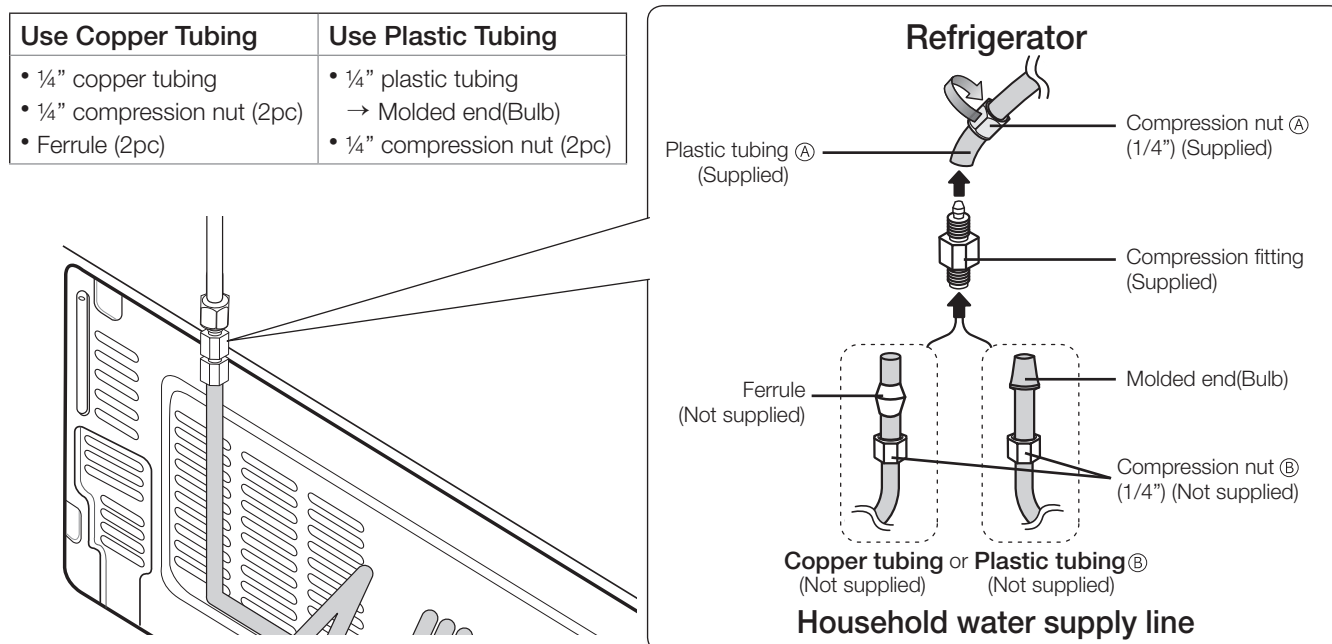 Use Copper Tubing
• ¼” copper tubing
• ¼” compression nut (2pc)
• Ferrule (2pc)
Use Plastic Tubing
• ¼” plastic tubing
→ Molded end(Bulb)
• ¼” compression nut (2pc)
Refrigerator
Compression nut Ⓐ
(1/4”) (Supplied)
Plastic tubing Ⓐ
(Supplied)
Compression fitting
(Supplied)
Ferrule
(Not supplied)
Molded end(Bulb)
Compression nut Ⓑ
(1/4”) (Not supplied)
Copper tubing or Plastic tubing Ⓑ
(Not supplied) (Not supplied)
Household water supply line